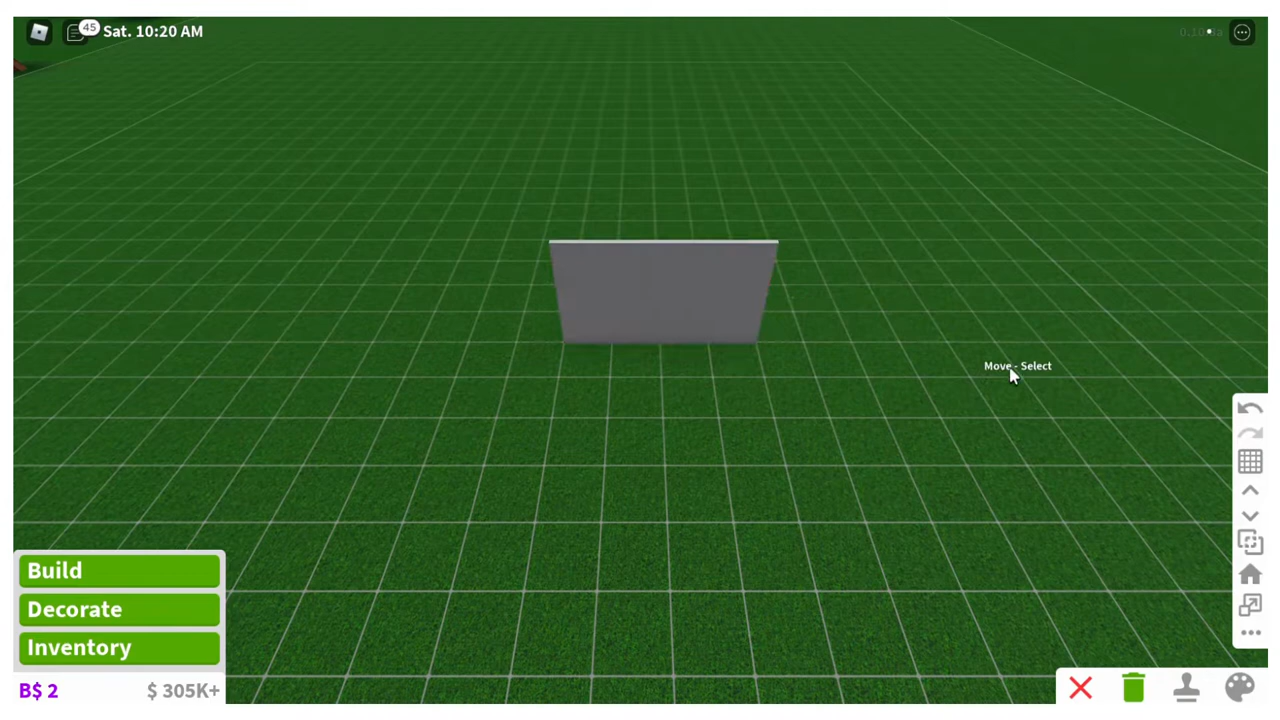 45
Sat. 10:20 AM
Move - Select
Build
Decorate
Inventory
B$ 2
$ 305K+